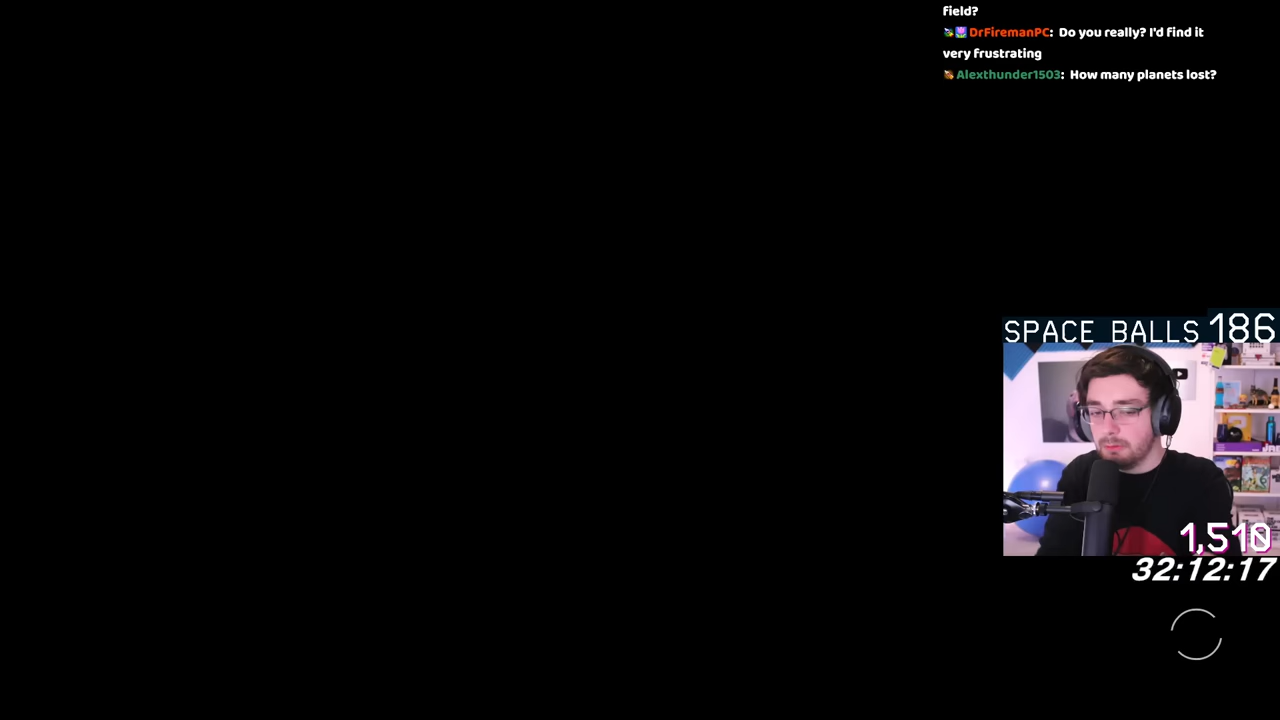 field?
DrFiremanPC: Do you really? I'd find it
very frustrating
Alexthunder1503: How many planets lost?
SPACE BALLS 186
1,510
32:12:17